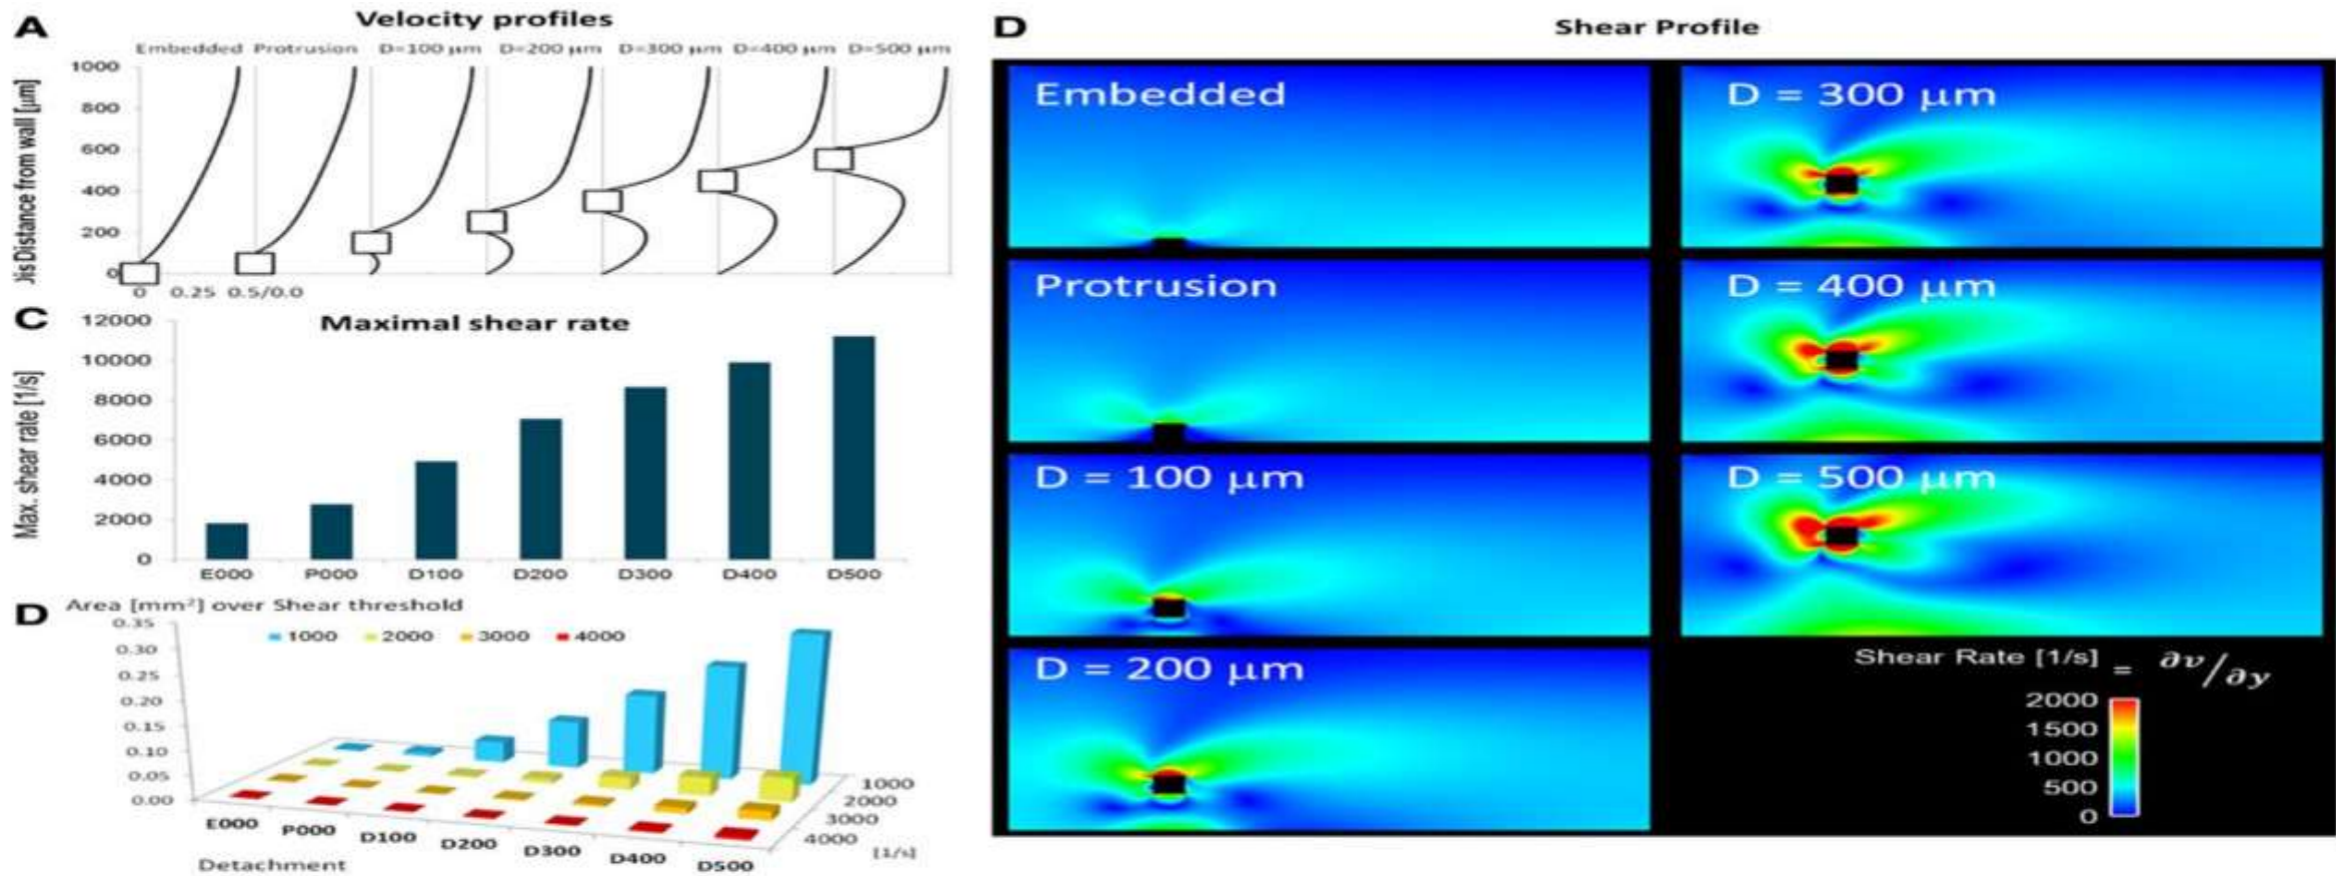 A
Velocity profiles
Embedded Protrusion D=100 µm D=200 µm D=300 µm D=400 µm D=500 µm
Distance from wall [µm]
1000
800
600
400
200
0
0 0.25 0.5/0.0
C
Maximal shear rate
Max. shear rate [1/s]
12000
10000
8000
6000
4000
2000
0
E000 P000 D100 D200 D300 D400 D500
D
Area [mm²] over Shear threshold
1000 2000 3000 4000
0.35
0.30
0.25
0.20
0.15
0.10
0.05
0.00
E000 P000 D100 D200 D300 D400 D500
1000
2000
3000
4000
[1/s]
Detachment
D
Shear Profile
Embedded
Protrusion
D = 100 µm
D = 200 µm
D = 300 µm
D = 400 µm
D = 500 µm
Shear Rate [1/s] = ∂v/∂y
2000
1500
1000
500
0